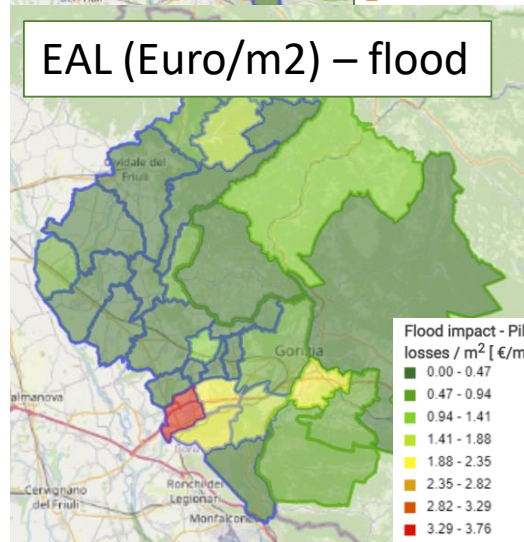 EAL (Euro/m2) – flood
Cividale del
Friuli
Gorizia
Flood impact - Pil
losses / m2 [ €/m
0.00 - 0.47
0.47 - 0.94
0.94 - 1.41
1.41 - 1.88
1.88 - 2.35
2.35 - 2.82
2.82 - 3.29
3.29 - 3.76
almanova
Cervignano
del Friuli
Ronchi dei
Legionari
Monfalcone